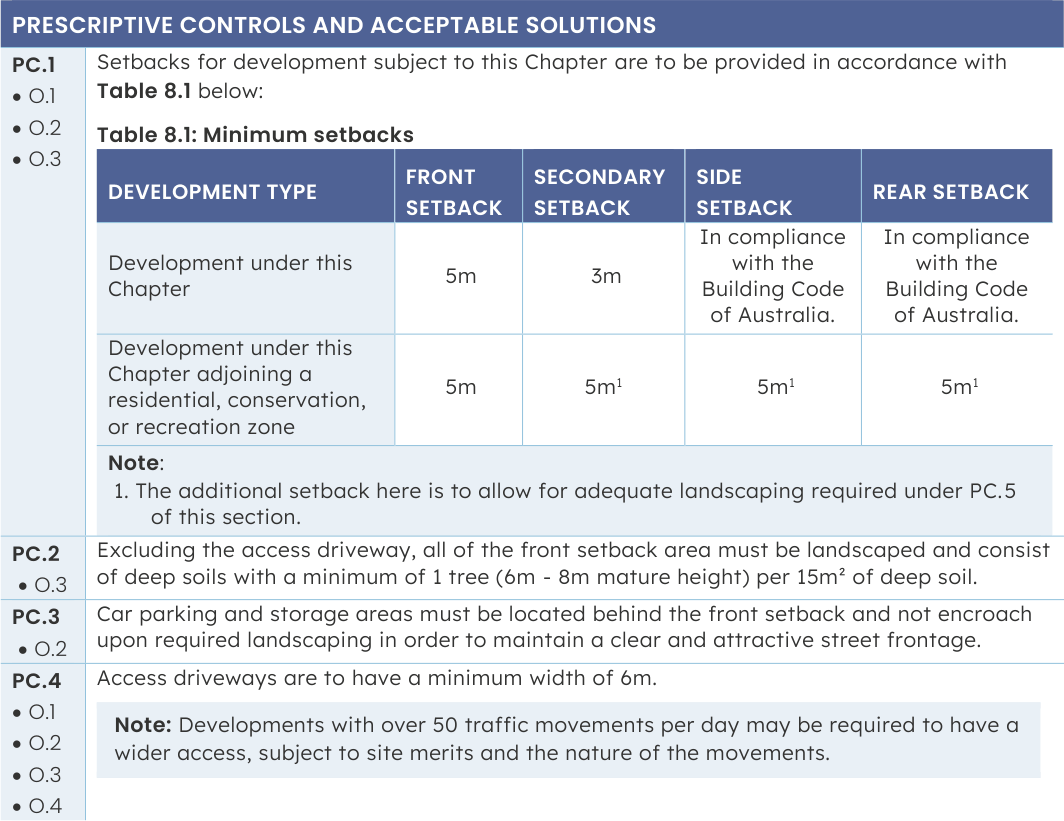 PRESCRIPTIVE CONTROLS AND ACCEPTABLE SOLUTIONS
PC.1
• O.1
• O.2
• O.3
Setbacks for development subject to this Chapter are to be provided in accordance with
Table 8.1 below:
Table 8.1: Minimum setbacks
DEVELOPMENT TYPE
FRONT
SETBACK
SECONDARY
SETBACK
SIDE
SETBACK
REAR SETBACK
Development under this
Chapter
5m
3m
In compliance
with the
Building Code
of Australia.
In compliance
with the
Building Code
of Australia.
Development under this
Chapter adjoining a
residential, conservation,
or recreation zone
5m
5m¹
5m¹
5m¹
Note:
1. The additional setback here is to allow for adequate landscaping required under PC.5
of this section.
PC.2
• O.3
Excluding the access driveway, all of the front setback area must be landscaped and consist
of deep soils with a minimum of 1 tree (6m - 8m mature height) per 15m² of deep soil.
PC.3
• O.2
Car parking and storage areas must be located behind the front setback and not encroach
upon required landscaping in order to maintain a clear and attractive street frontage.
PC.4
• O.1
• O.2
• O.3
• O.4
Access driveways are to have a minimum width of 6m.
Note: Developments with over 50 traffic movements per day may be required to have a
wider access, subject to site merits and the nature of the movements.